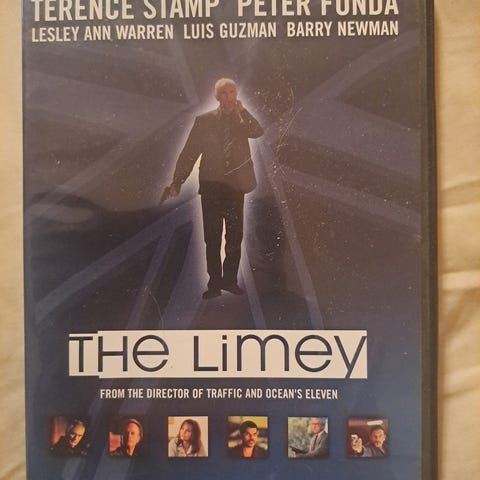 TERENCE STAMP PETER FONDA
LESLEY ANN WARREN LUIS GUZMAN BARRY NEWMAN
THE LIMEY
FROM THE DIRECTOR OF TRAFFIC AND OCEAN'S ELEVEN